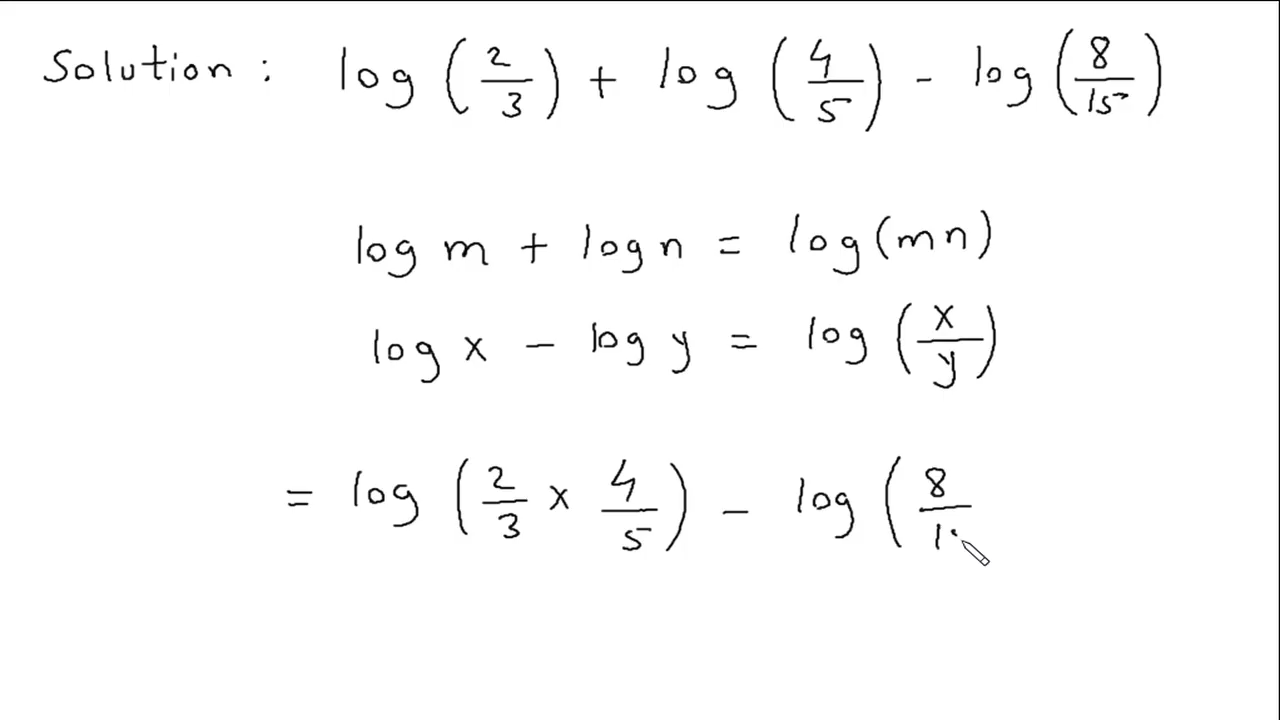 Solution : log (2/3) + log (4/5) - log (8/15)
log m + log n = log (mn)
log x - log y = log (x/y)
= log (2/3 × 4/5) - log (8/1